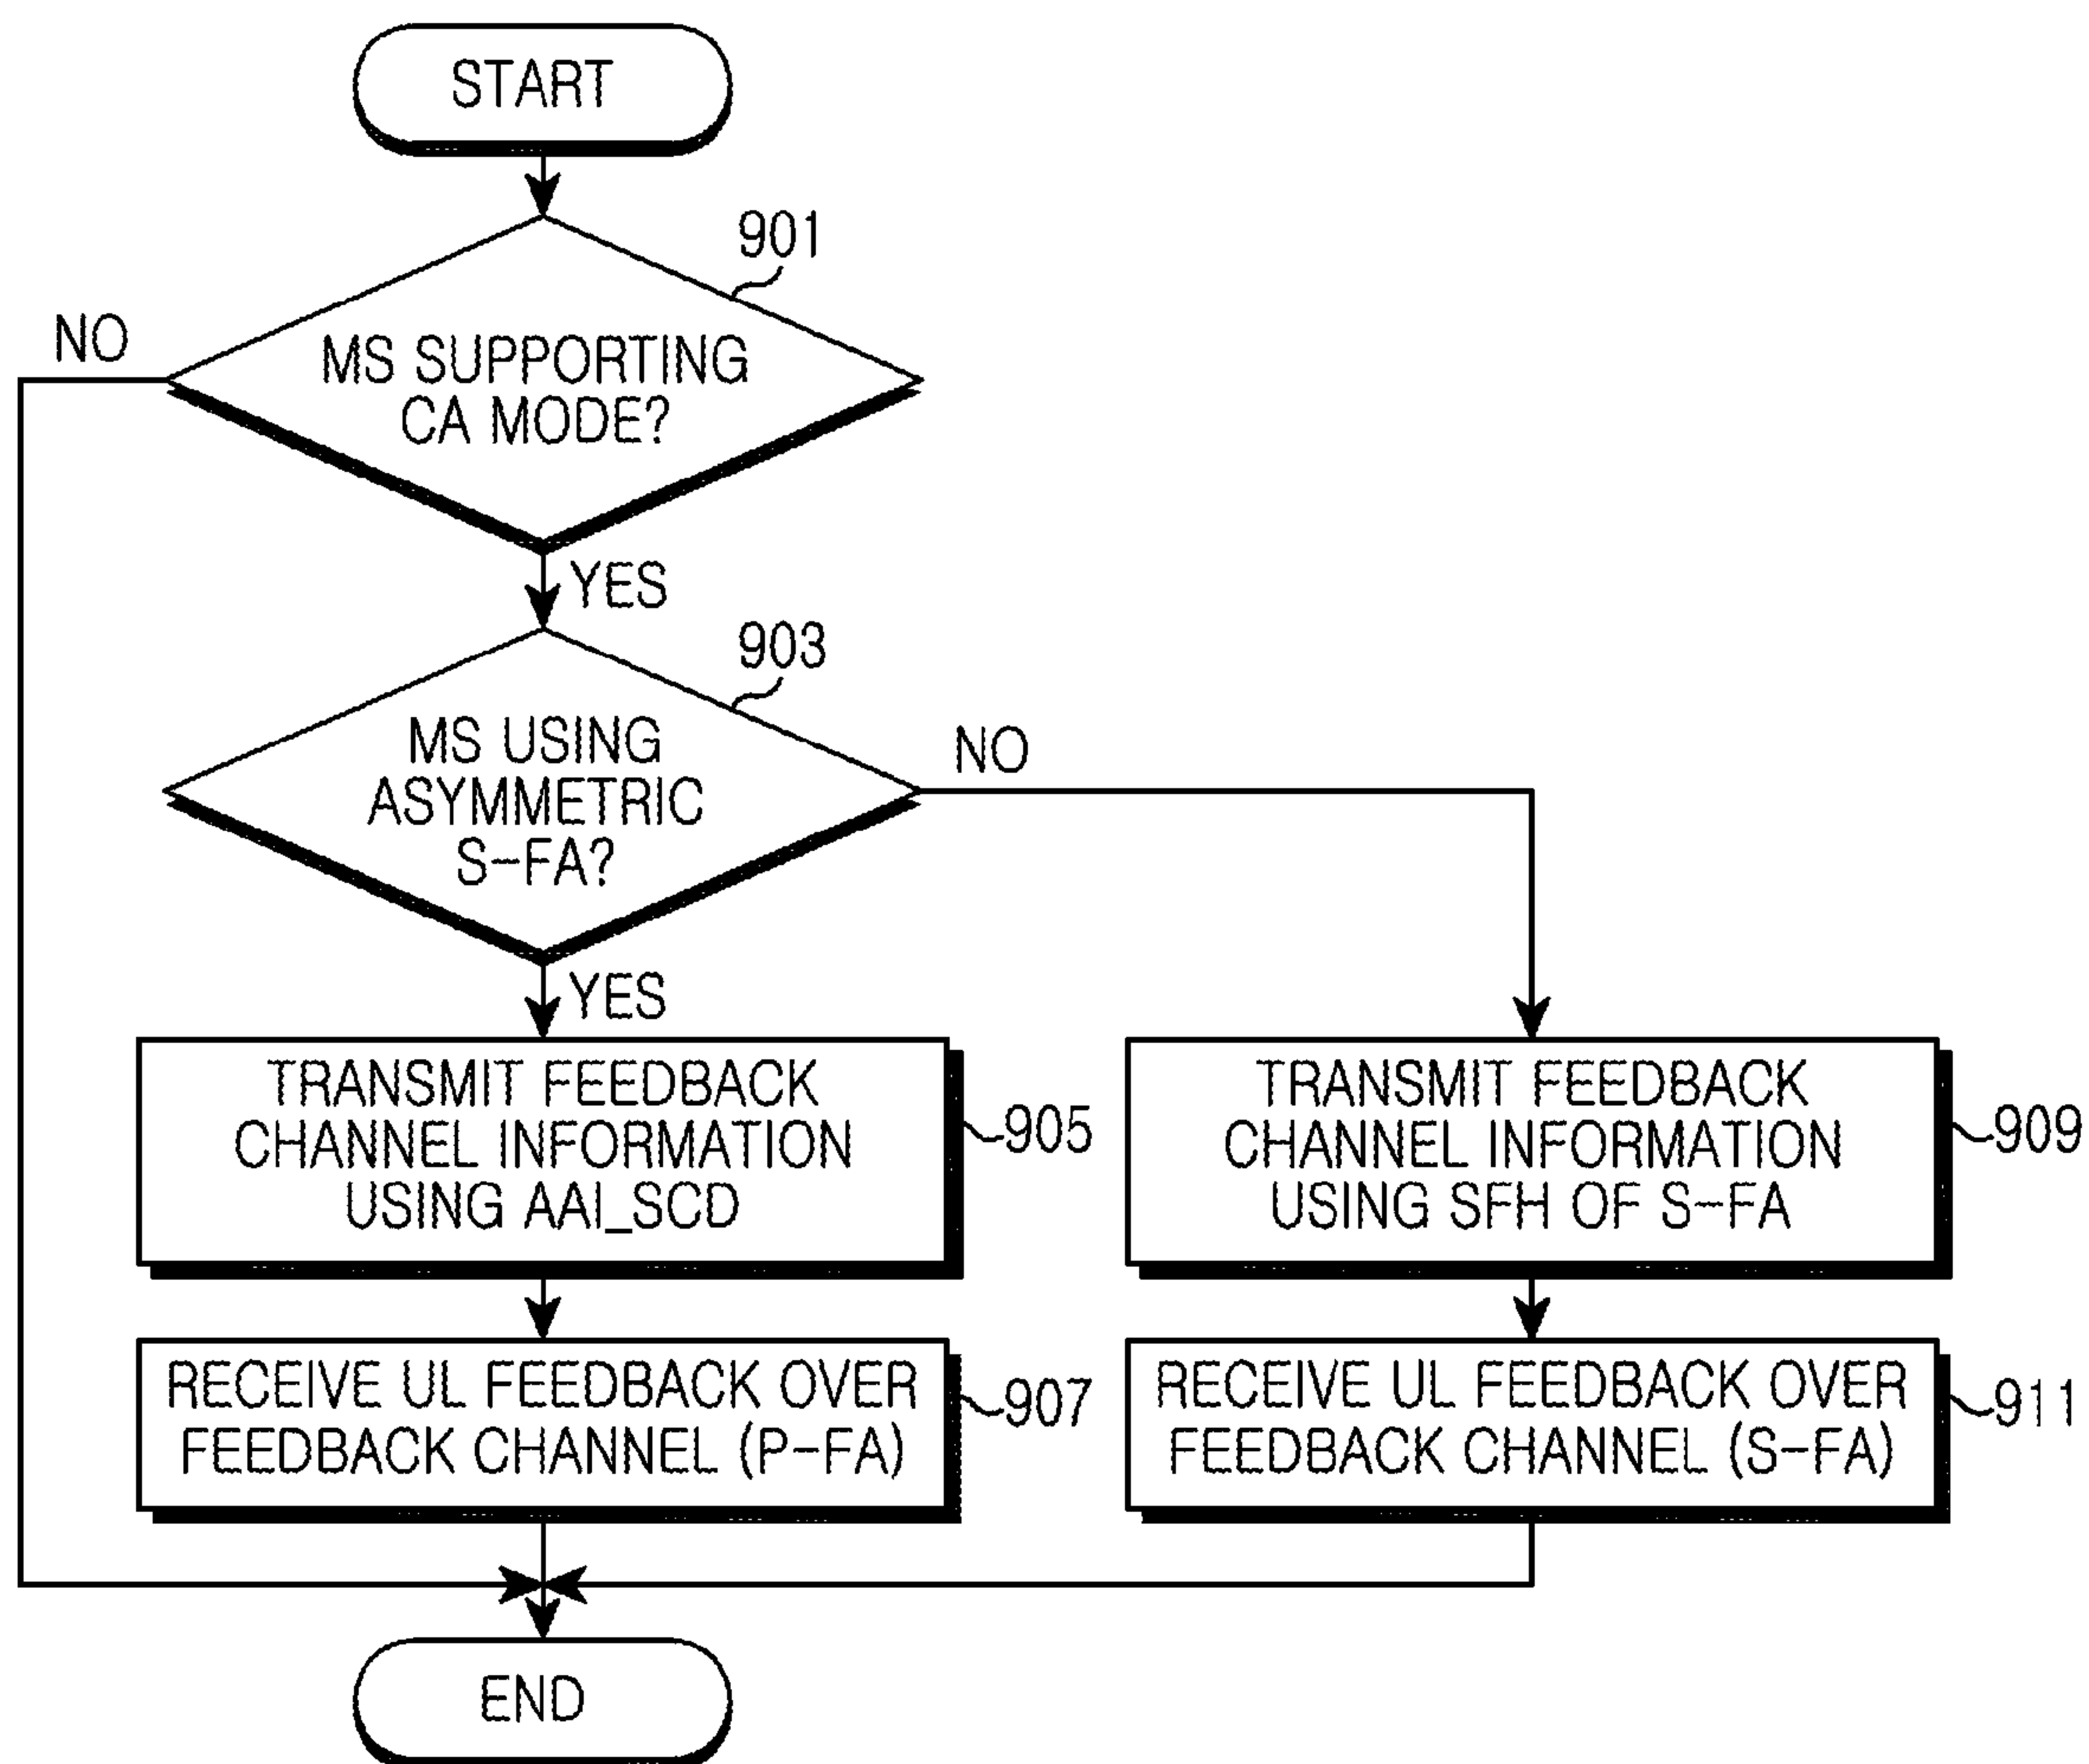 START
901
NO
MS SUPPORTING
CA MODE?
YES
903
MS USING
ASYMMETRIC
S-FA?
NO
YES
TRANSMIT FEEDBACK
CHANNEL INFORMATION
USING AAI_SCD
905
TRANSMIT FEEDBACK
CHANNEL INFORMATION
USING SFH OF S-FA
909
RECEIVE UL FEEDBACK OVER
FEEDBACK CHANNEL (P-FA)
907
RECEIVE UL FEEDBACK OVER
FEEDBACK CHANNEL (S-FA)
911
END